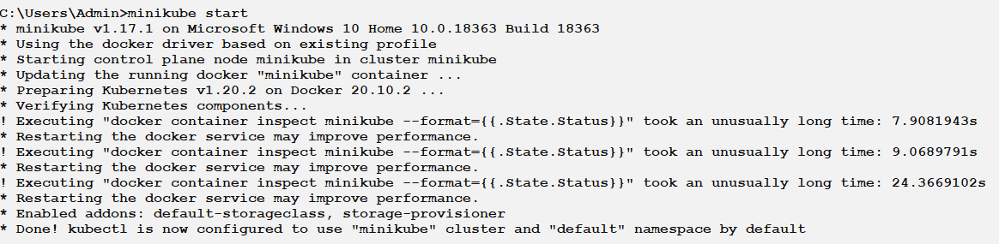 C:\Users\Admin>minikube start
* minikube v1.17.1 on Microsoft Windows 10 Home 10.0.18363 Build 18363
* Using the docker driver based on existing profile
* Starting control plane node minikube in cluster minikube
* Updating the running docker "minikube" container ...
* Preparing Kubernetes v1.20.2 on Docker 20.10.2 ...
* Verifying Kubernetes components...
! Executing "docker container inspect minikube --format={{.State.Status}}" took an unusually long time: 7.9081943s
* Restarting the docker service may improve performance.
! Executing "docker container inspect minikube --format={{.State.Status}}" took an unusually long time: 9.0689791s
* Restarting the docker service may improve performance.
! Executing "docker container inspect minikube --format={{.State.Status}}" took an unusually long time: 24.3669102s
* Restarting the docker service may improve performance.
* Enabled addons: default-storageclass, storage-provisioner
* Done! kubectl is now configured to use "minikube" cluster and "default" namespace by default